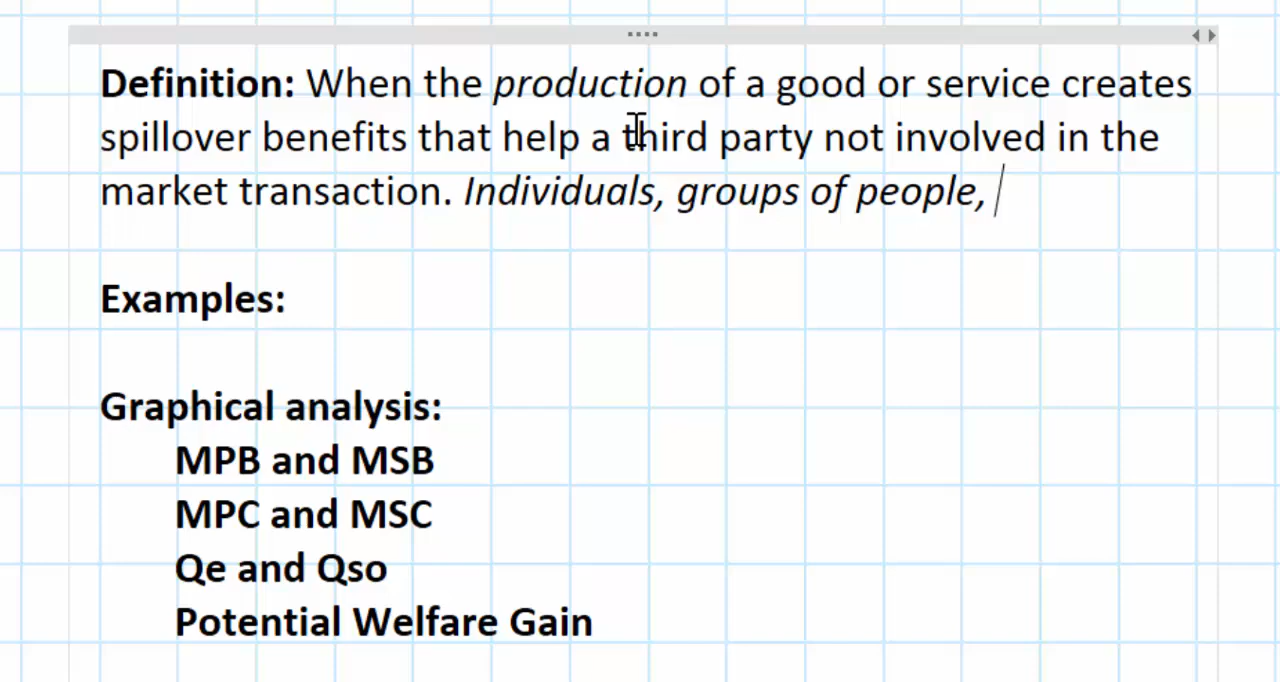 Definition: When the production of a good or service creates
spillover benefits that help a third party not involved in the
market transaction. Individuals, groups of people,
Examples:
Graphical analysis:
MPB and MSB
MPC and MSC
Qe and Qso
Potential Welfare Gain